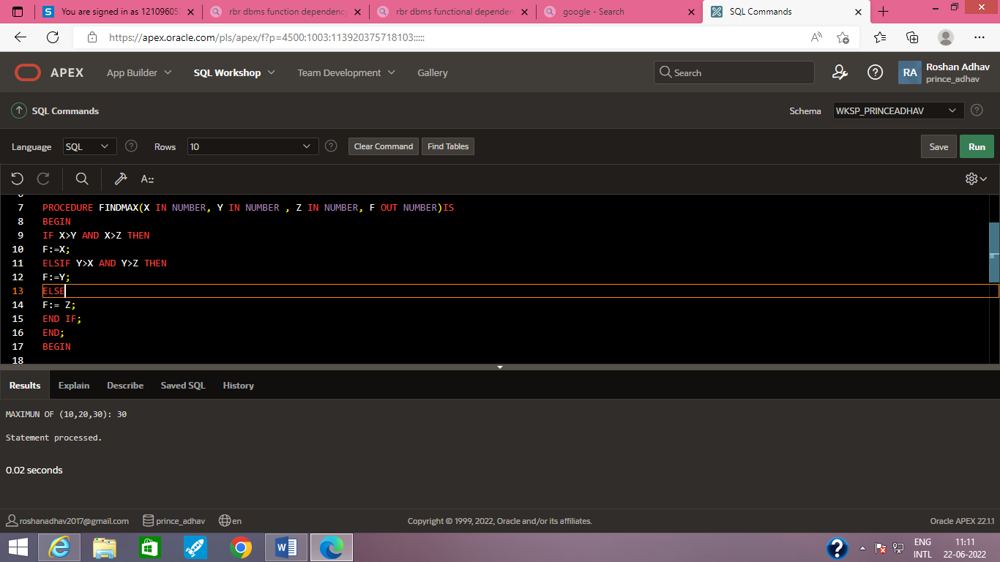 You are signed in as 12109605
rbr dbms function dependency
rbr dbms functional depender
google - Search
SQL Commands
https://apex.oracle.com/pls/apex/f?p=4500:1003:113920375718103:::::
APEX
App Builder
SQL Workshop
Team Development
Gallery
Search
RA
Roshan Adhav
prince_adhav
SQL Commands
Schema
WKSP_PRINCEADHAV
Language
SQL
Rows
10
Clear Command
Find Tables
Save
Run
7 PROCEDURE FINDMAX(X IN NUMBER, Y IN NUMBER , Z IN NUMBER, F OUT NUMBER)IS
8 BEGIN
9 IF X>Y AND X>Z THEN
10 F:=X;
11 ELSIF Y>X AND Y>Z THEN
12 F:=Y;
13 ELSE
14 F:= Z;
15 END IF;
16 END;
17 BEGIN
18
Results
Explain
Describe
Saved SQL
History
MAXIMUN OF (10,20,30): 30
Statement processed.
0.02 seconds
roshanadhav2017@gmail.com
prince_adhav
en
Copyright © 1999, 2022, Oracle and/or its affiliates.
Oracle APEX 22.1.1
ENG
INTL
11:11
22-06-2022